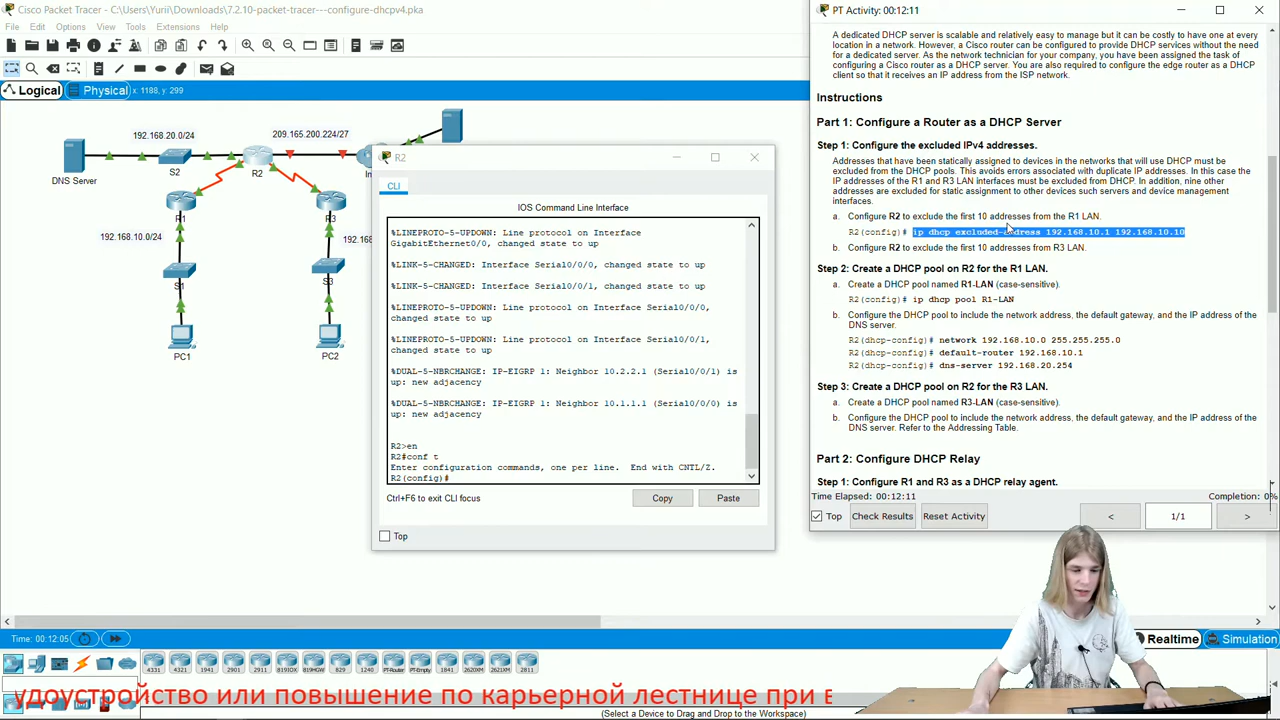 Cisco Packet Tracer - C:\Users\Yurii\Downloads\7.2.10-packet-tracer---configure-dhcpv4.pka
File Edit Options View Tools Extensions Help
Logical Physical x: 1188, y: 299
192.168.20.0/24
209.165.200.224/27
DNS Server
S2
R2
R1
192.168.10.0/24
R3
S1
S3
PC1
PC2
R2
CLI
IOS Command Line Interface
%LINEPROTO-5-UPDOWN: Line protocol on Interface
GigabitEthernet0/0, changed state to up
%LINK-5-CHANGED: Interface Serial0/0/0, changed state to up
%LINK-5-CHANGED: Interface Serial0/0/1, changed state to up
%LINEPROTO-5-UPDOWN: Line protocol on Interface Serial0/0/0,
changed state to up
%LINEPROTO-5-UPDOWN: Line protocol on Interface Serial0/0/1,
changed state to up
%DUAL-5-NBRCHANGE: IP-EIGRP 1: Neighbor 10.2.2.1 (Serial0/0/1) is
up: new adjacency
%DUAL-5-NBRCHANGE: IP-EIGRP 1: Neighbor 10.1.1.1 (Serial0/0/0) is
up: new adjacency
R2>en
R2#conf t
Enter configuration commands, one per line. End with CNTL/Z.
R2(config)#
Ctrl+F6 to exit CLI focus
Copy
Paste
Top
PT Activity: 00:12:11
A dedicated DHCP server is scalable and relatively easy to manage but it can be costly to have one at every
location in a network. However, a Cisco router can be configured to provide DHCP services without the need
for a dedicated server. As the network technician for your company, you have been assigned the task of
configuring a Cisco router as a DHCP server. You are also required to configure the edge router as a DHCP
client so that it receives an IP address from the ISP network.
Instructions
Part 1: Configure a Router as a DHCP Server
Step 1: Configure the excluded IPv4 addresses.
Addresses that have been statically assigned to devices in the networks that will use DHCP must be
excluded from the DHCP pools. This avoids errors associated with duplicate IP addresses. In this case the
IP addresses of the R1 and R3 LAN interfaces must be excluded from DHCP. In addition, nine other
addresses are excluded for static assignment to other devices such servers and device management
interfaces.
a. Configure R2 to exclude the first 10 addresses from the R1 LAN.
R2(config)# ip dhcp excluded-address 192.168.10.1 192.168.10.10
b. Configure R2 to exclude the first 10 addresses from R3 LAN.
Step 2: Create a DHCP pool on R2 for the R1 LAN.
a. Create a DHCP pool named R1-LAN (case-sensitive).
R2(config)# ip dhcp pool R1-LAN
b. Configure the DHCP pool to include the network address, the default gateway, and the IP address of the
DNS server.
R2(dhcp-config)# network 192.168.10.0 255.255.255.0
R2(dhcp-config)# default-router 192.168.10.1
R2(dhcp-config)# dns-server 192.168.20.254
Step 3: Create a DHCP pool on R2 for the R3 LAN.
a. Create a DHCP pool named R3-LAN (case-sensitive).
b. Configure the DHCP pool to include the network address, the default gateway, and the IP address of the
DNS server. Refer to the Addressing Table.
Part 2: Configure DHCP Relay
Step 1: Configure R1 and R3 as a DHCP relay agent.
Time Elapsed: 00:12:11 Completion: 0%
Top Check Results Reset Activity < 1/1 >
Time: 00:12:05
Realtime Simulation
4331 4321 1941 2901 2911 819IOX 819HGW 829 1240 PT-Router PT-Empty 1841 2620XM 2621XM 2811
удоустройство или повышение по карьерной лестнице при в
(Select a Device to Drag and Drop to the Workspace)